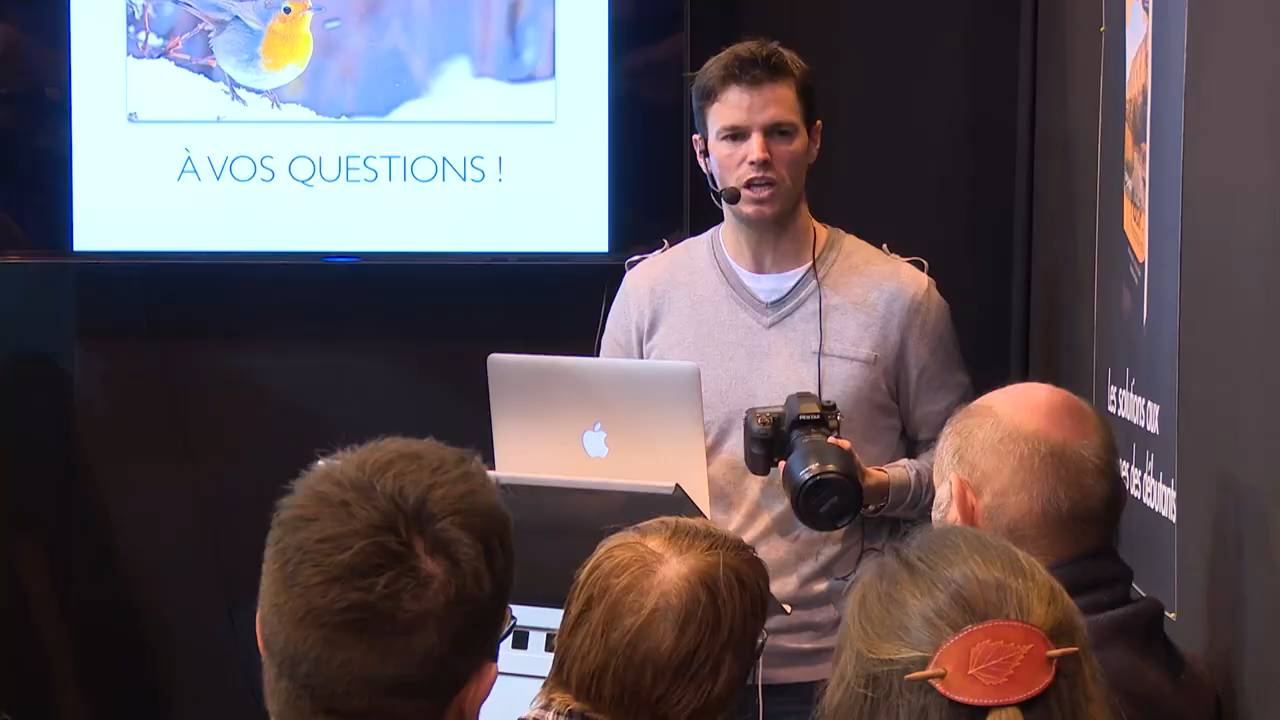 À VOS QUESTIONS !
PENTAX
Les solutions aux
des débutants